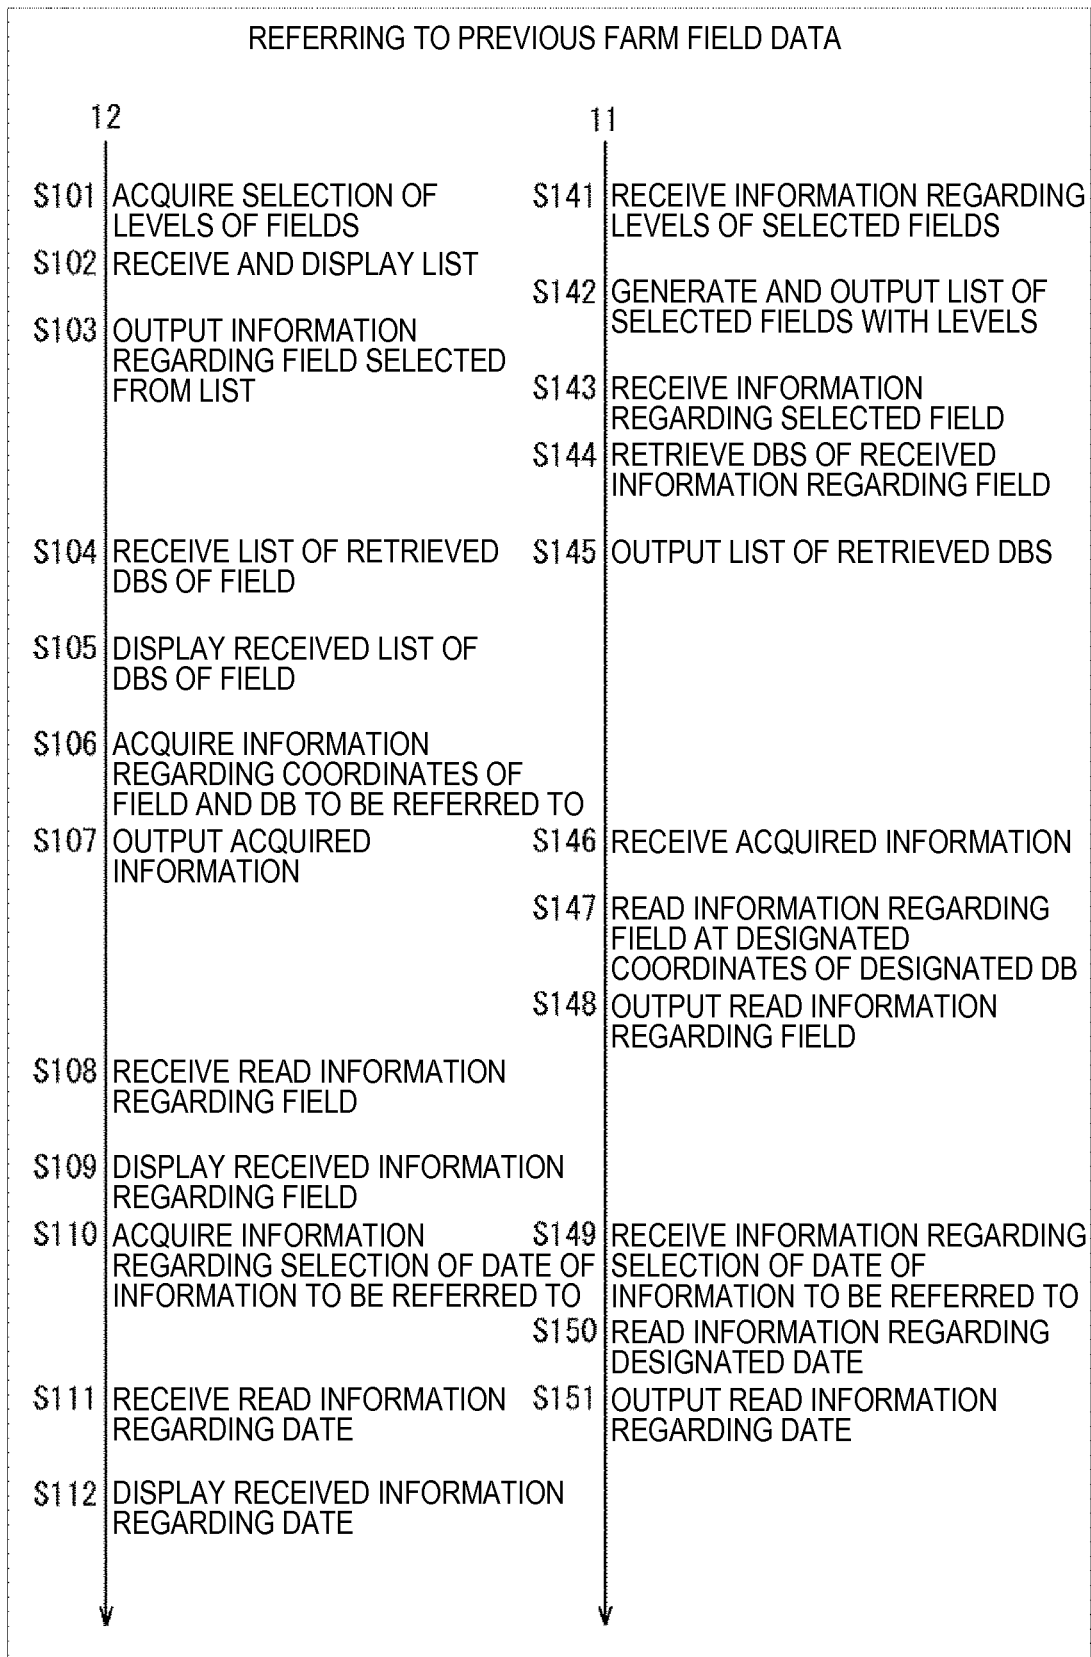 REFERRING TO PREVIOUS FARM FIELD DATA
12
S101 ACQUIRE SELECTION OF
LEVELS OF FIELDS
S102 RECEIVE AND DISPLAY LIST
S103 OUTPUT INFORMATION
REGARDING FIELD SELECTED
FROM LIST
S104 RECEIVE LIST OF RETRIEVED
DBS OF FIELD
S105 DISPLAY RECEIVED LIST OF
DBS OF FIELD
S106 ACQUIRE INFORMATION
REGARDING COORDINATES OF
FIELD AND DB TO BE REFERRED TO
S107 OUTPUT ACQUIRED
INFORMATION
S108 RECEIVE READ INFORMATION
REGARDING FIELD
S109 DISPLAY RECEIVED INFORMATION
REGARDING FIELD
S110 ACQUIRE INFORMATION
REGARDING SELECTION OF DATE OF
INFORMATION TO BE REFERRED TO
S111 RECEIVE READ INFORMATION
REGARDING DATE
S112 DISPLAY RECEIVED INFORMATION
REGARDING DATE
11
S141 RECEIVE INFORMATION REGARDING
LEVELS OF SELECTED FIELDS
S142 GENERATE AND OUTPUT LIST OF
SELECTED FIELDS WITH LEVELS
S143 RECEIVE INFORMATION
REGARDING SELECTED FIELD
S144 RETRIEVE DBS OF RECEIVED
INFORMATION REGARDING FIELD
S145 OUTPUT LIST OF RETRIEVED DBS
S146 RECEIVE ACQUIRED INFORMATION
S147 READ INFORMATION REGARDING
FIELD AT DESIGNATED
COORDINATES OF DESIGNATED DB
S148 OUTPUT READ INFORMATION
REGARDING FIELD
S149 RECEIVE INFORMATION REGARDING
SELECTION OF DATE OF
INFORMATION TO BE REFERRED TO
S150 READ INFORMATION REGARDING
DESIGNATED DATE
S151 OUTPUT READ INFORMATION
REGARDING DATE